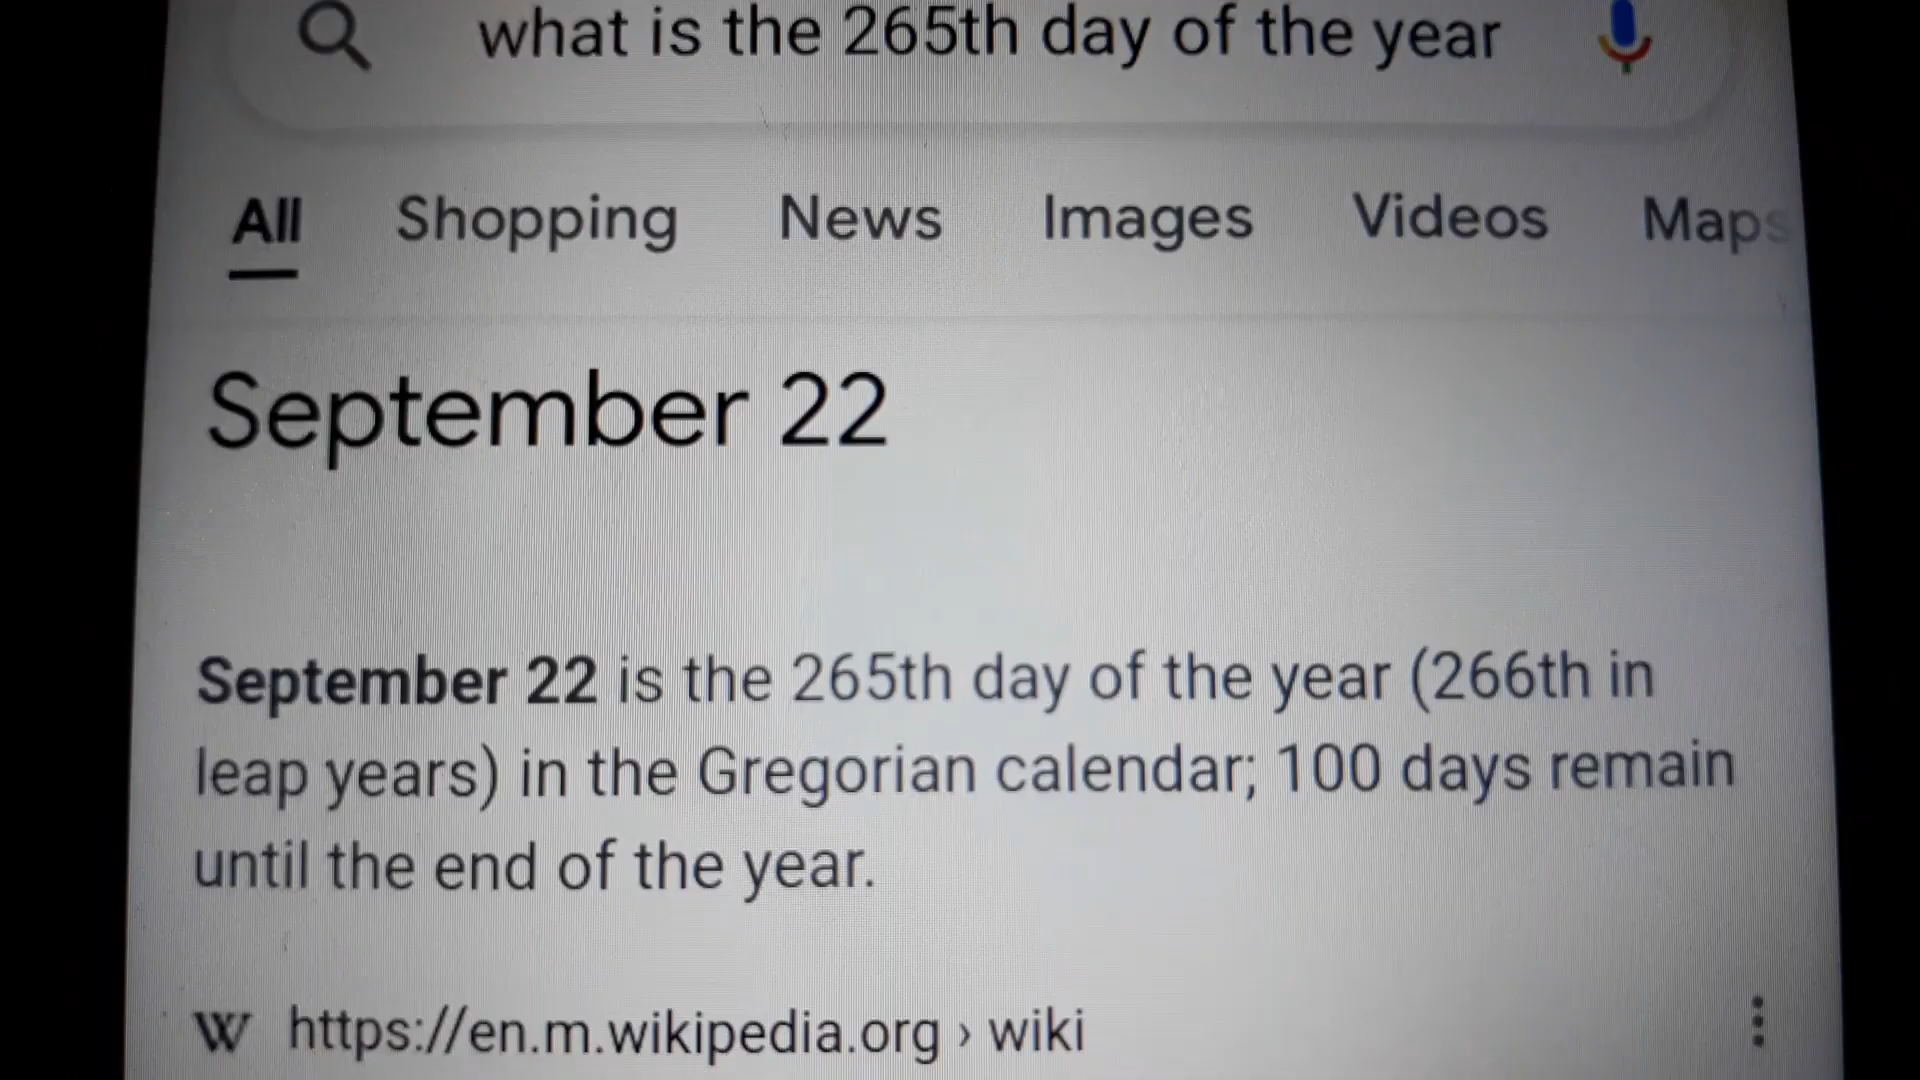 what is the 265th day of the year
All Shopping News Images Videos Maps
September 22
September 22 is the 265th day of the year (266th in
leap years) in the Gregorian calendar; 100 days remain
until the end of the year.
W https://en.m.wikipedia.org › wiki